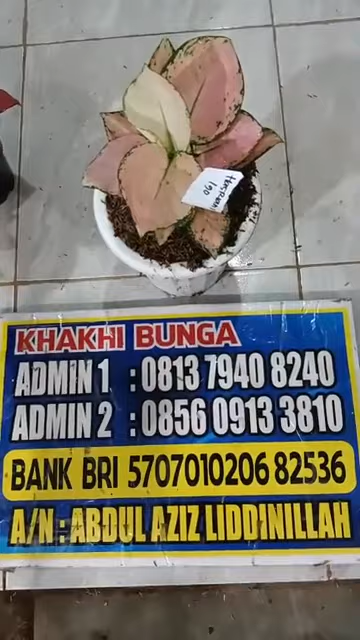 190
KHAKHI BUNGA
ADMIN 1 : 0813 7940 8240
ADMIN 2 : 0856 0913 3810
BANK BRI 5707010206 82536
A/N : ABDUL AZIZ LIDDINILLAH